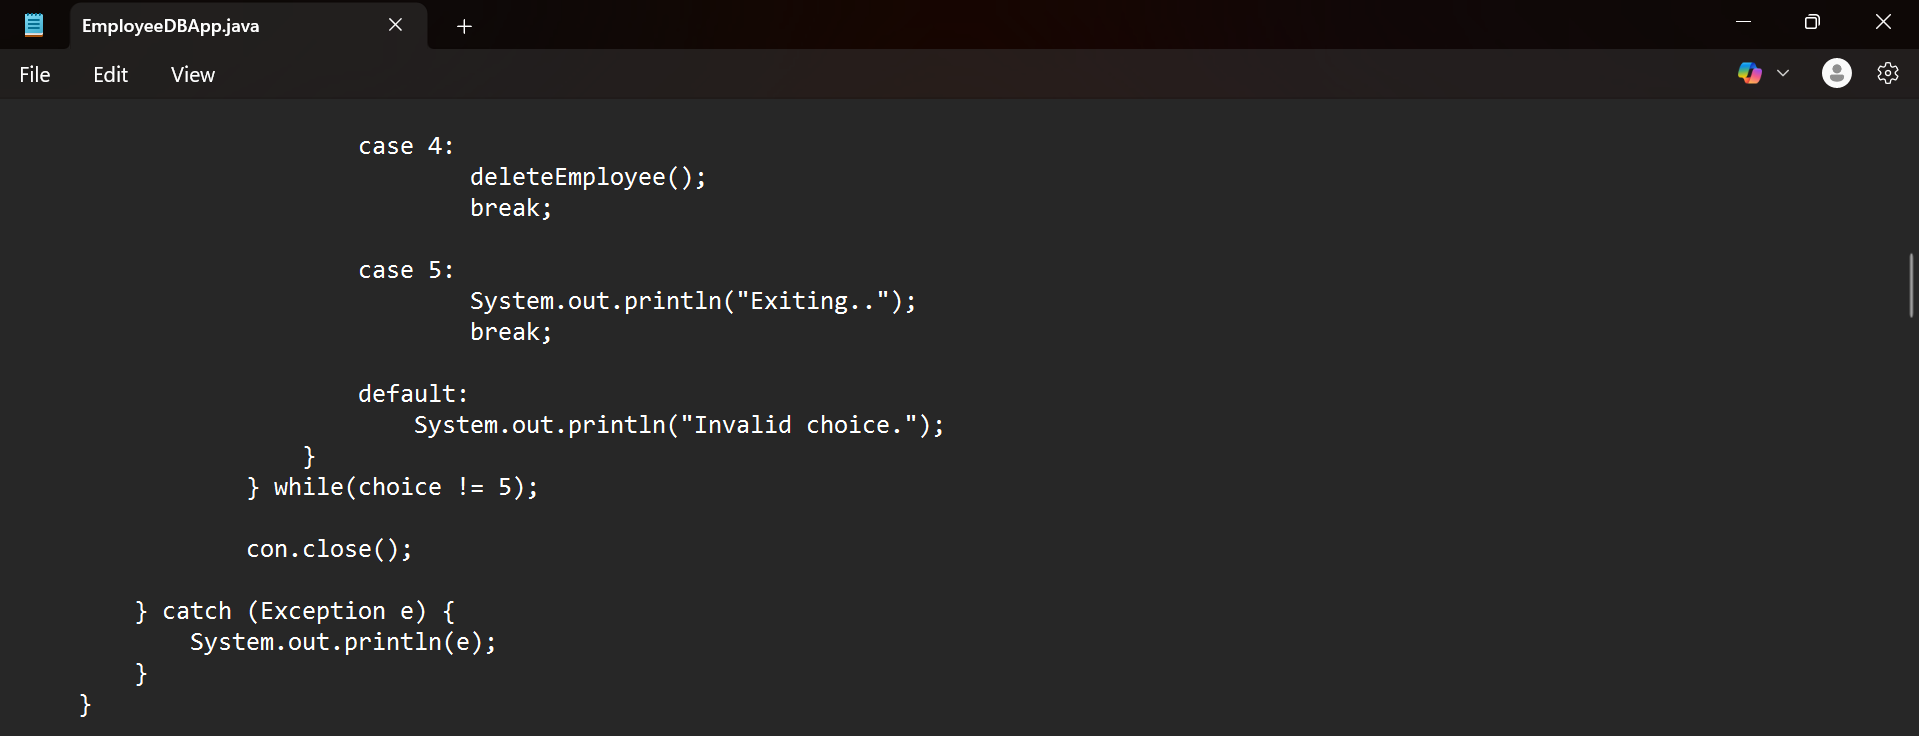 EmployeeDBApp.java
File Edit View
case 4:
deleteEmployee();
break;
case 5:
System.out.println("Exiting..");
break;
default:
System.out.println("Invalid choice.");
}
} while(choice != 5);
con.close();
} catch (Exception e) {
System.out.println(e);
}
}